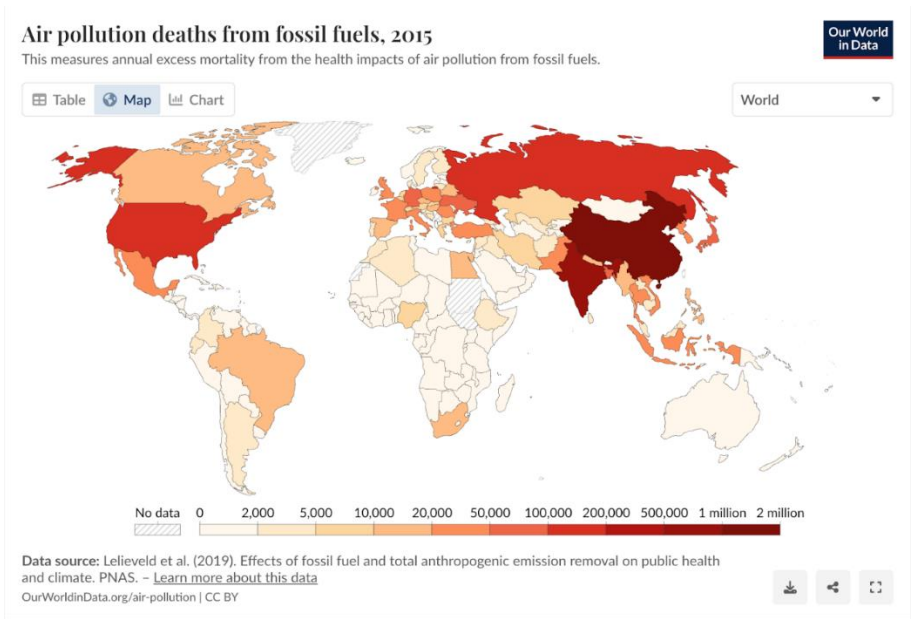 Air pollution deaths from fossil fuels, 2015
Our World
in Data
This measures annual excess mortality from the health impacts of air pollution from fossil fuels.
Table Map Chart
World
No data 0 2,000 5,000 10,000 20,000 50,000 100,000 200,000 500,000 1 million 2 million
Data source: Lelieveld et al. (2019). Effects of fossil fuel and total anthropogenic emission removal on public health
and climate. PNAS. – Learn more about this data
OurWorldinData.org/air-pollution | CC BY